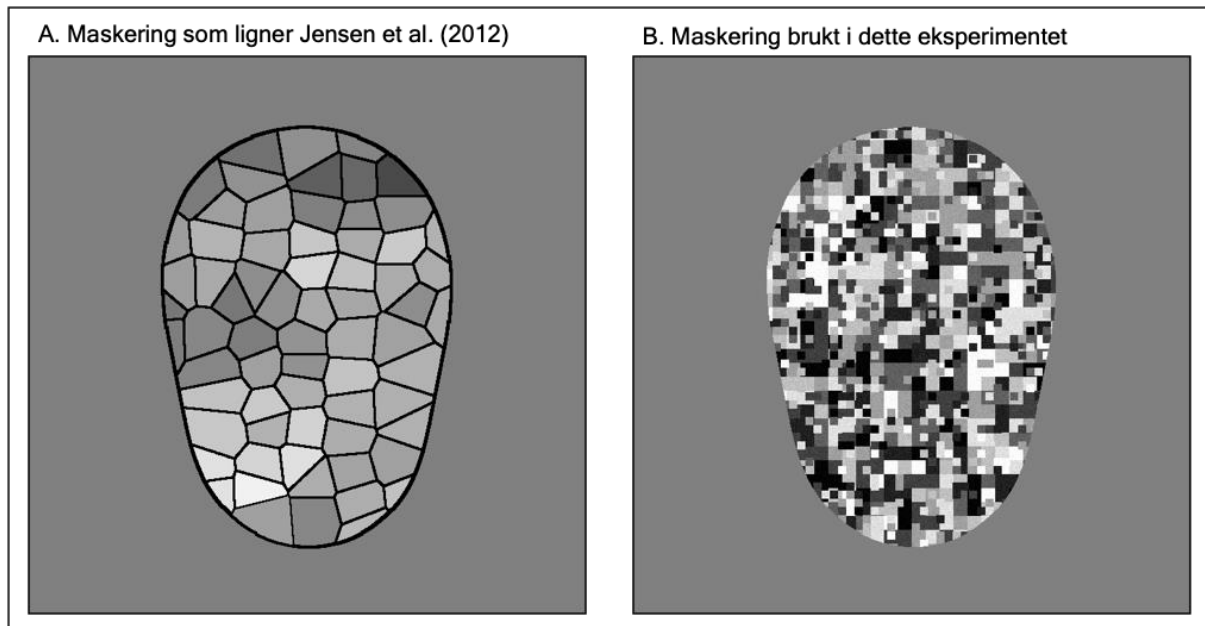 A. Maskering som ligner Jensen et al. (2012)
B. Maskering brukt i dette eksperimentet